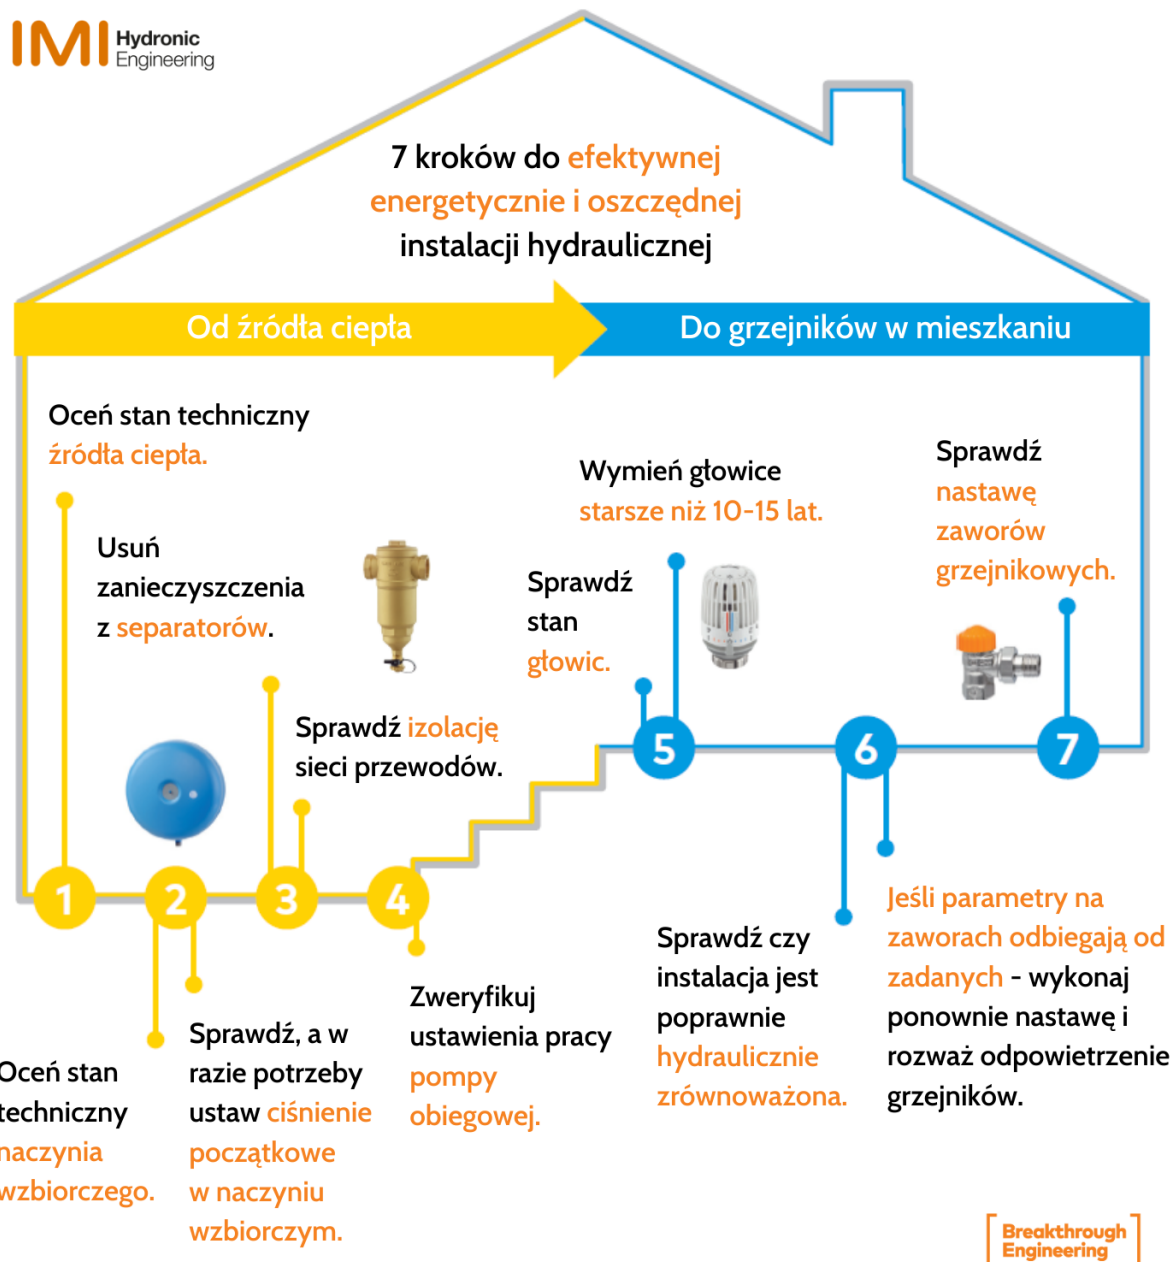 IMI Hydronic
Engineering
7 kroków do efektywnej
energetycznie i oszczędnej
instalacji hydraulicznej
Od źródła ciepła
Do grzejników w mieszkaniu
Oceń stan techniczny
źródła ciepła.
Usuń
zanieczyszczenia
z separatorów.
Sprawdź izolację
sieci przewodów.
Sprawdź
stan
głowic.
Wymień głowice
starsze niż 10-15 lat.
Sprawdź
nastawę
zaworów
grzejnikowych.
5
6
7
1
2
3
4
Oceń stan
techniczny
naczynia
wzbiorczego.
Sprawdź, a w
razie potrzeby
ustaw ciśnienie
początkowe
w naczyniu
wzbiorczym.
Zweryfikuj
ustawienia pracy
pompy
obiegowej.
Sprawdź czy
instalacja jest
poprawnie
hydraulicznie
zrównoważona.
Jeśli parametry na
zaworach odbiegają od
zadanych - wykonaj
ponownie nastawę i
rozważ odpowietrzenie
grzejników.
Breakthrough
Engineering